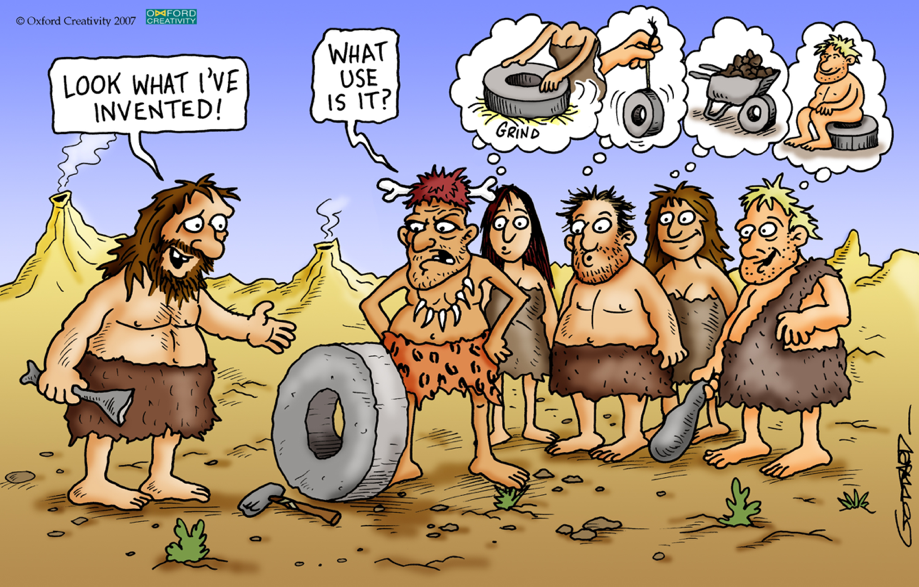 © Oxford Creativity 2007
OXFORD
CREATIVITY
LOOK WHAT I'VE
INVENTED!
WHAT
USE
IS IT?
GRIND